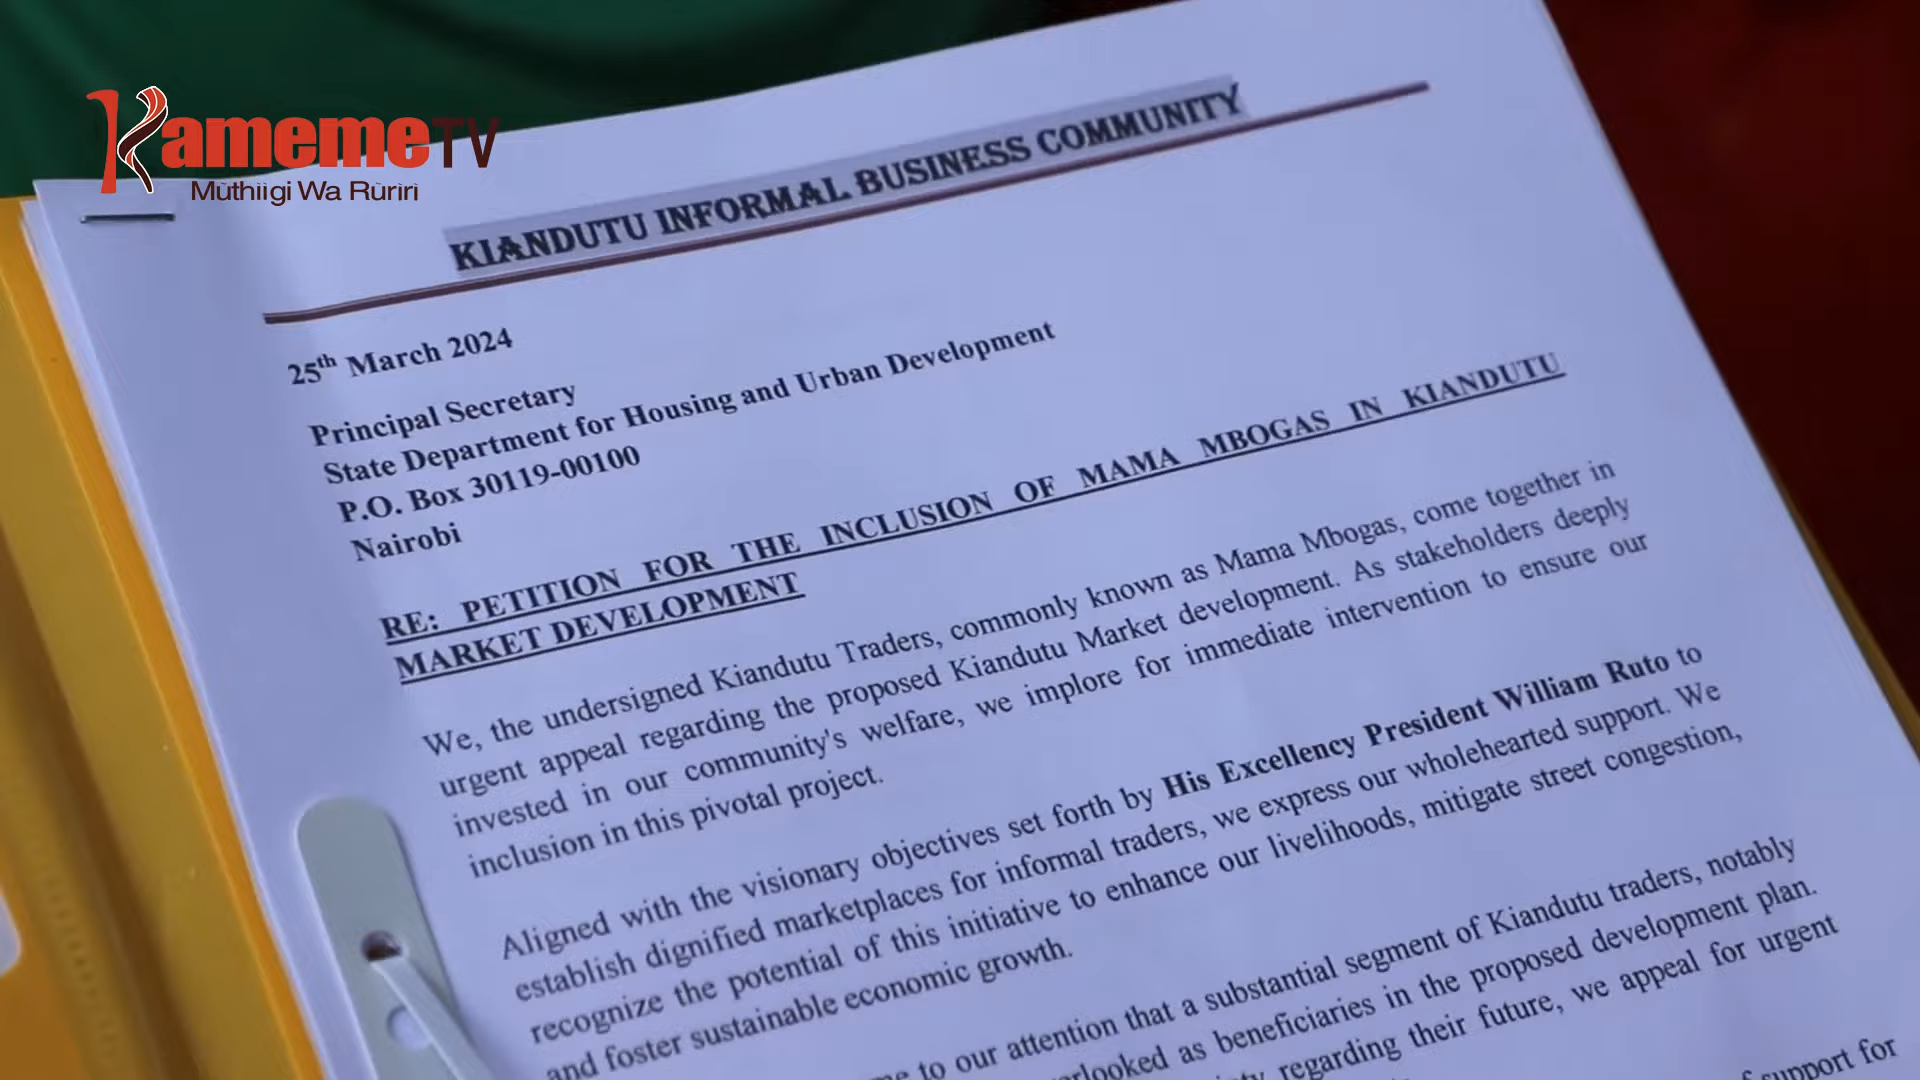 KamemeTV
Mũthiigi Wa Rũrĩrĩ
KIANDUTU INFORMAL BUSINESS COMMUNITY
25th March 2024
Principal Secretary
State Department for Housing and Urban Development
P.O. Box 30119-00100
Nairobi
RE: PETITION FOR THE INCLUSION OF MAMA MBOGAS IN KIANDUTU
MARKET DEVELOPMENT
We, the undersigned Kiandutu Traders, commonly known as Mama Mbogas, come together in
urgent appeal regarding the proposed Kiandutu Market development. As stakeholders deeply
invested in our community's welfare, we implore for immediate intervention to ensure our
inclusion in this pivotal project.
Aligned with the visionary objectives set forth by His Excellency President William Ruto to
establish dignified marketplaces for informal traders, we express our wholehearted support. We
recognize the potential of this initiative to enhance our livelihoods, mitigate street congestion,
and foster sustainable economic growth.
to our attention that a substantial segment of Kiandutu traders, notably
as beneficiaries in the proposed development plan.
regarding their future, we appeal for urgent
support for